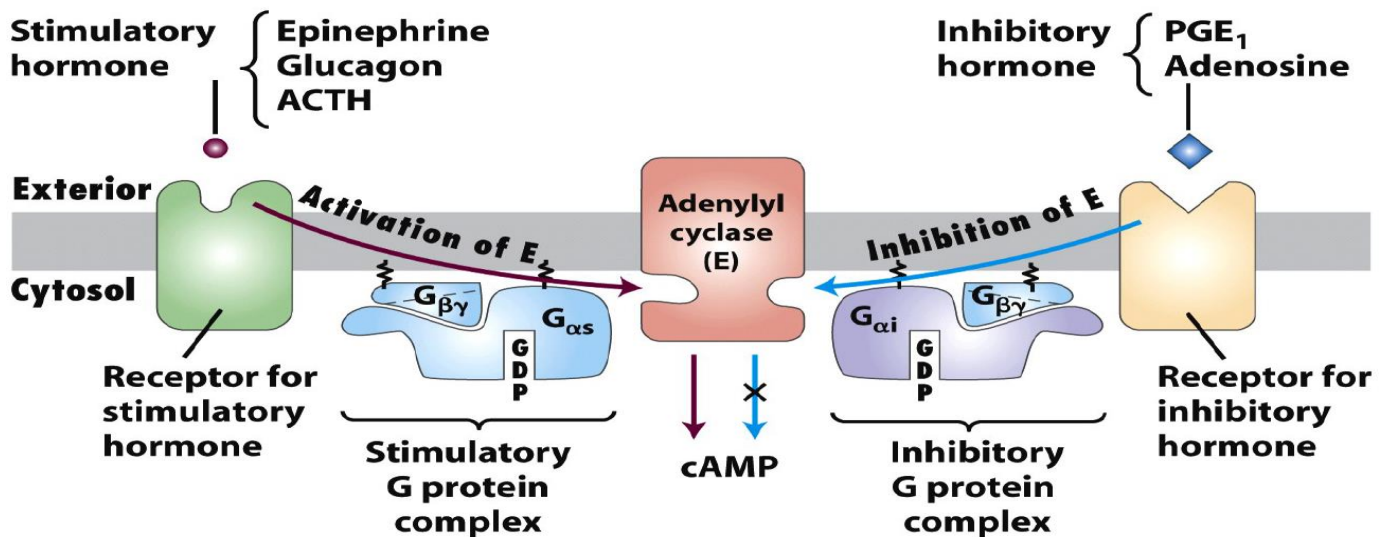 Stimulatory
hormone
Epinephrine
Glucagon
ACTH
Inhibitory
hormone
PGE₁
Adenosine
Exterior
Cytosol
Activation of E
Adenylyl
cyclase
(E)
Inhibition of E
Gβγ
Gαs
GDP
Gαi
Gβγ
GDP
Receptor for
stimulatory
hormone
Stimulatory
G protein
complex
cAMP
Inhibitory
G protein
complex
Receptor for
inhibitory
hormone